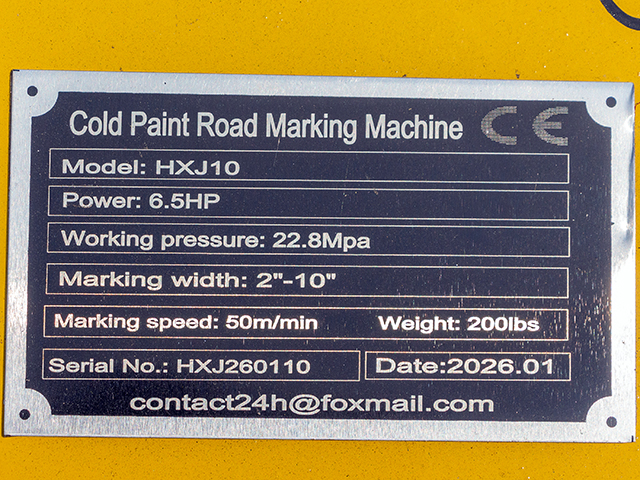 Cold Paint Road Marking Machine CE
Model: HXJ10
Power: 6.5HP
Working pressure: 22.8Mpa
Marking width: 2"-10"
Marking speed: 50m/min Weight: 200lbs
Serial No.: HXJ260110 Date:2026.01
contact24h@foxmail.com